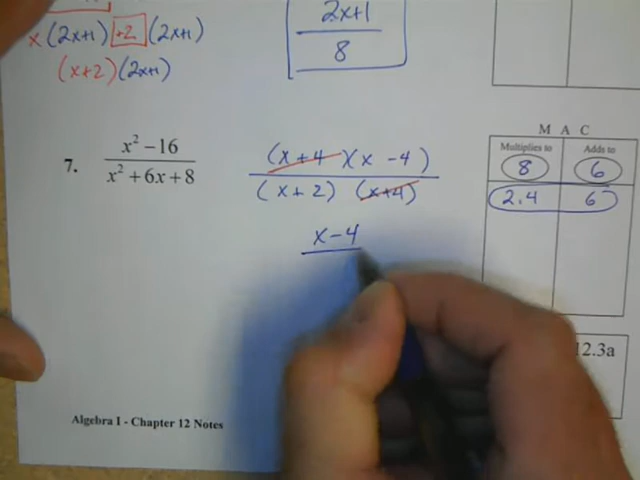 x(2x+1) +2 (2x+1)
(x+2)(2x+1)
2x+1
8
7. x² − 16
x² + 6x + 8
(x+4)(x−4)
(x+2) (x+4)
x−4
M A C
Multiplies to Adds to
8 6
2·4 6
12.3a
Algebra I - Chapter 12 Notes